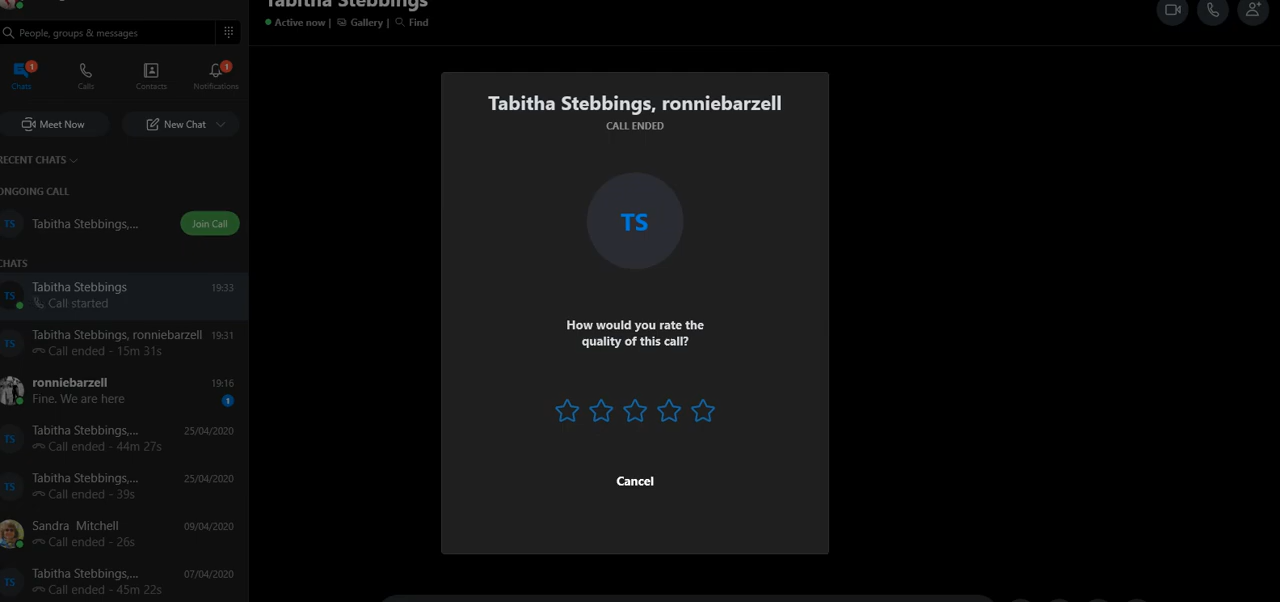 Tabitha Stebbings
Active now | Gallery | Find
People, groups & messages
1
1
Chats
Calls
Contacts
Notifications
Meet Now
New Chat
RECENT CHATS
ONGOING CALL
TS
Tabitha Stebbings,...
Join Call
CHATS
TS
Tabitha Stebbings
19:33
Call started
TS
Tabitha Stebbings, ronniebarzell
19:31
Call ended - 15m 31s
ronniebarzell
19:16
Fine. We are here
1
TS
Tabitha Stebbings,...
25/04/2020
Call ended - 44m 27s
TS
Tabitha Stebbings,...
25/04/2020
Call ended - 39s
Sandra Mitchell
09/04/2020
Call ended - 26s
TS
Tabitha Stebbings,...
07/04/2020
Call ended - 45m 22s
Tabitha Stebbings, ronniebarzell
CALL ENDED
TS
How would you rate the
quality of this call?
Cancel